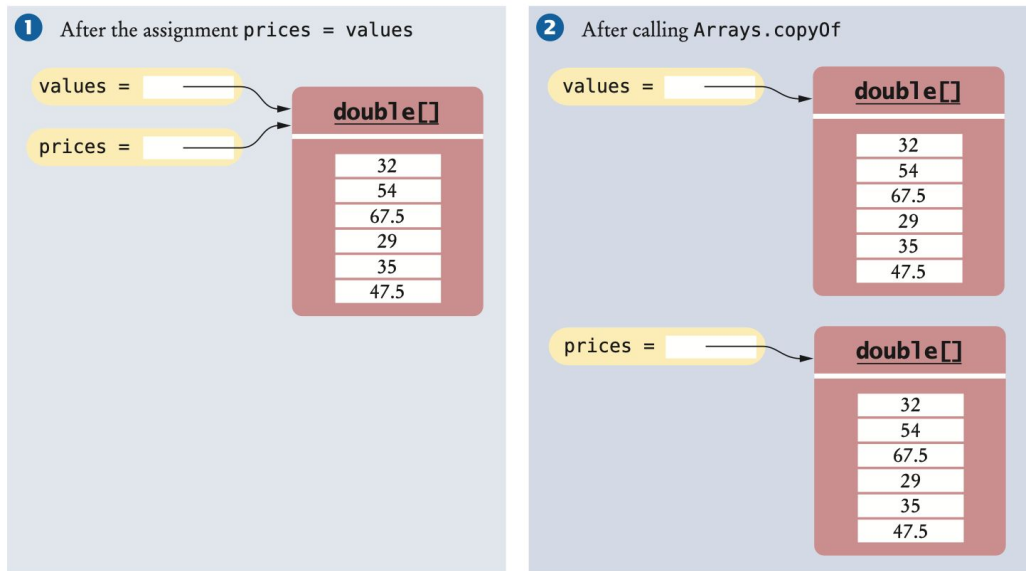 1 After the assignment prices = values
values =
prices =
double[]
32
54
67.5
29
35
47.5
2 After calling Arrays.copyOf
values =
double[]
32
54
67.5
29
35
47.5
prices =
double[]
32
54
67.5
29
35
47.5